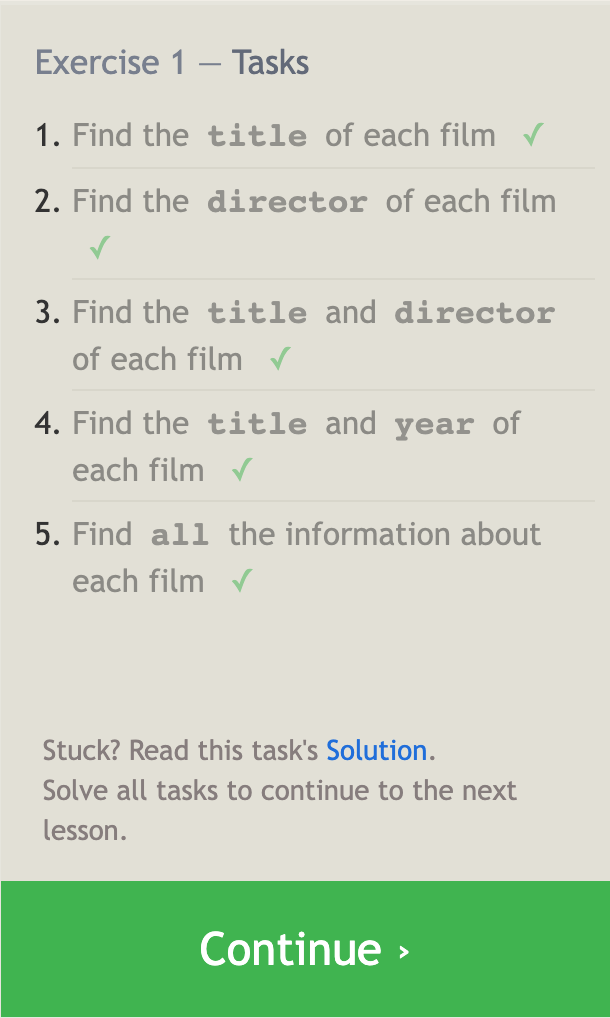 Exercise 1 — Tasks
1. Find the title of each film ✓
2. Find the director of each film
✓
3. Find the title and director
of each film ✓
4. Find the title and year of
each film ✓
5. Find all the information about
each film ✓
Stuck? Read this task's Solution.
Solve all tasks to continue to the next
lesson.
Continue ›